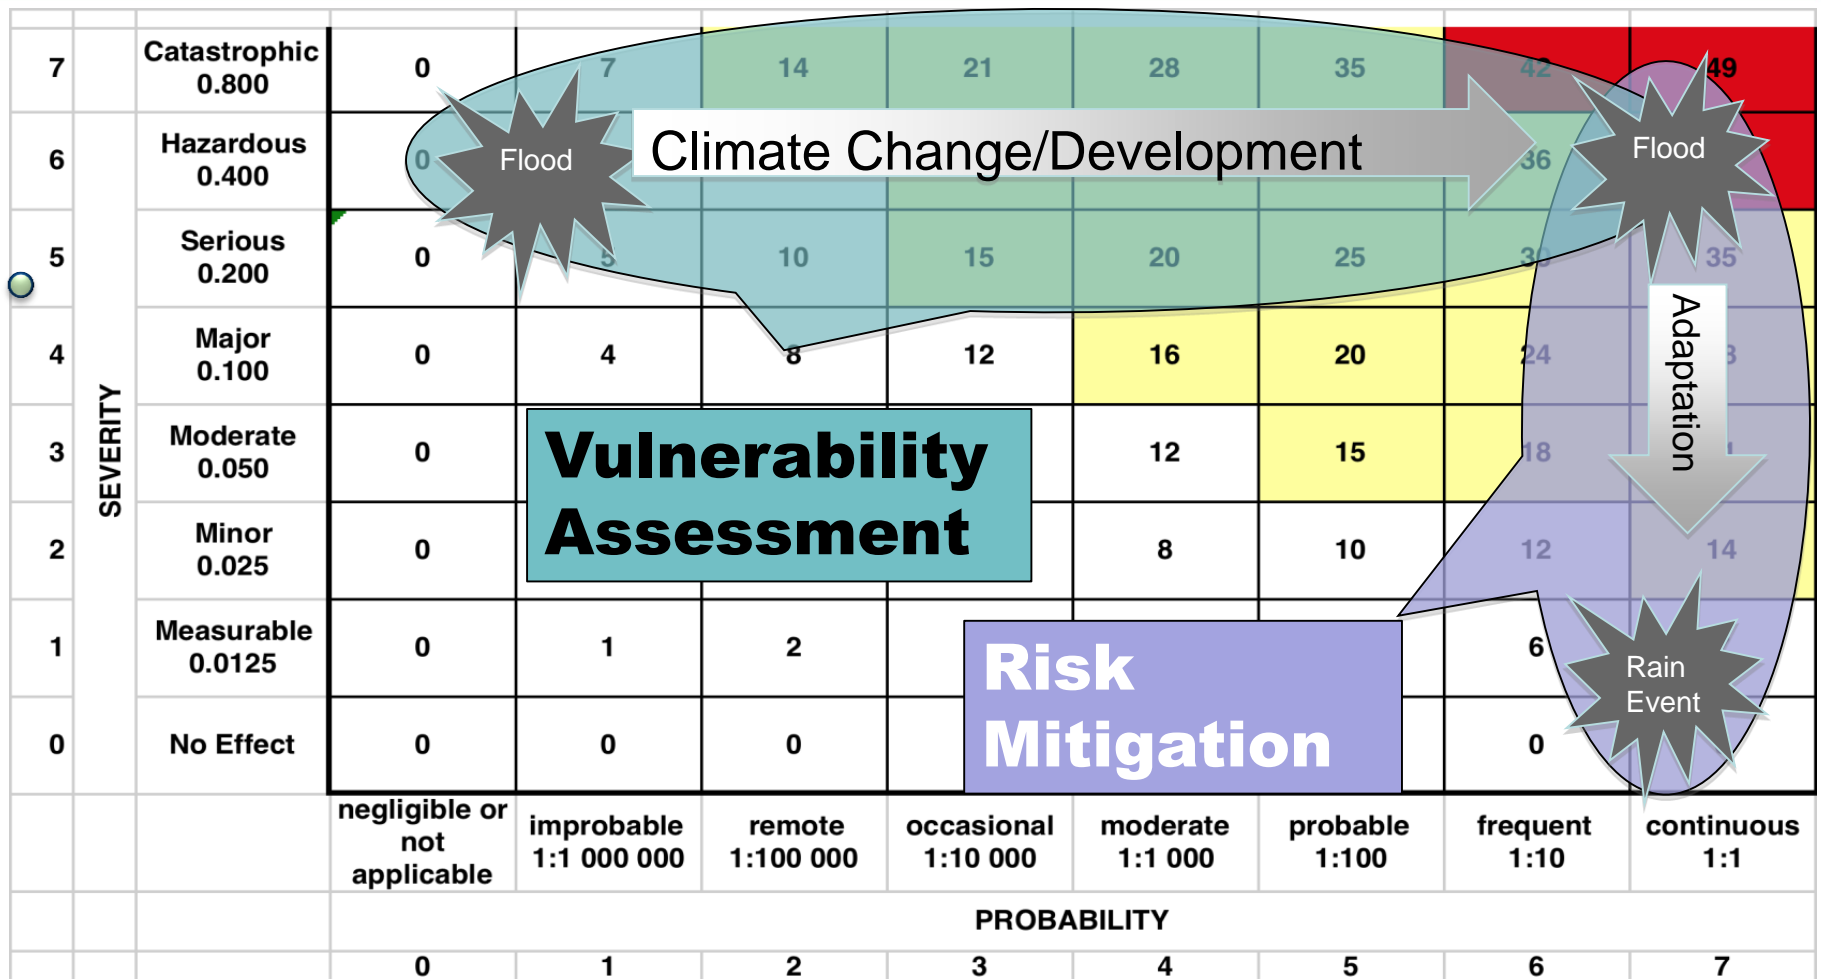 7 Catastrophic 0.800 0 7 14 21 28 35 42 49
6 Hazardous 0.400 0 36
Flood
Climate Change/Development
Flood
5 Serious 0.200 0 5 10 15 20 25 30 35
4 Major 0.100 0 4 8 12 16 20 24
Adaptation
SEVERITY
3 Moderate 0.050 0 12 15 18
Vulnerability
Assessment
2 Minor 0.025 0 8 10 12 14
1 Measurable 0.0125 0 1 2 6
Risk
Mitigation
Rain
Event
0 No Effect 0 0 0 0
negligible or not applicable
improbable 1:1 000 000
remote 1:100 000
occasional 1:10 000
moderate 1:1 000
probable 1:100
frequent 1:10
continuous 1:1
PROBABILITY
0 1 2 3 4 5 6 7